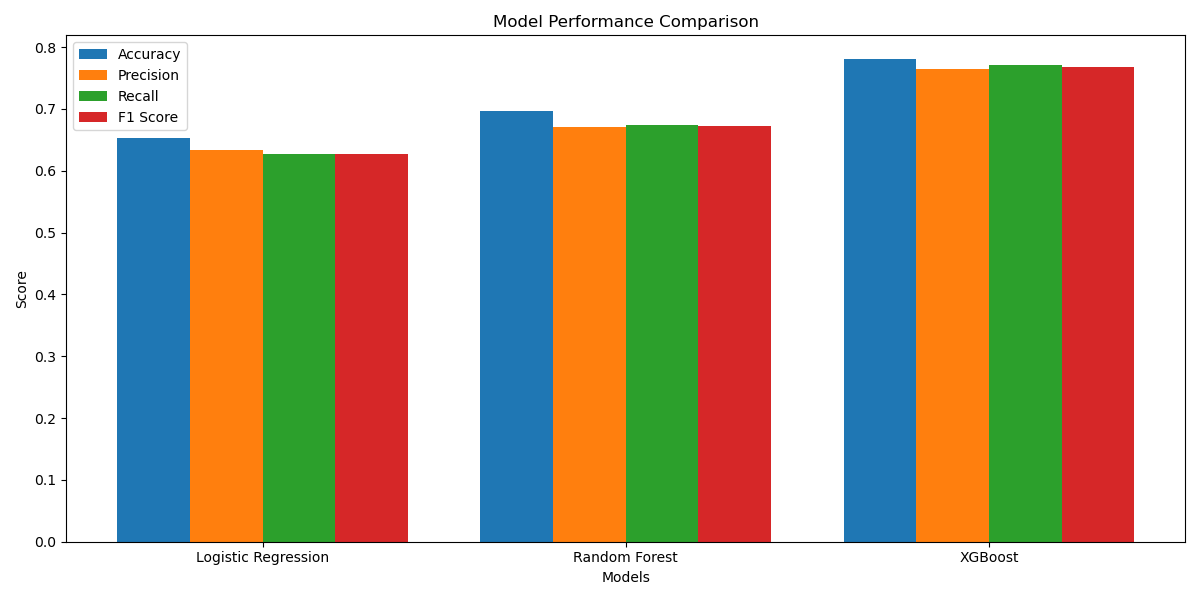 Model Performance Comparison
Accuracy
Precision
Recall
F1 Score
Score
0.8
0.7
0.6
0.5
0.4
0.3
0.2
0.1
0.0
Logistic Regression
Random Forest
XGBoost
Models